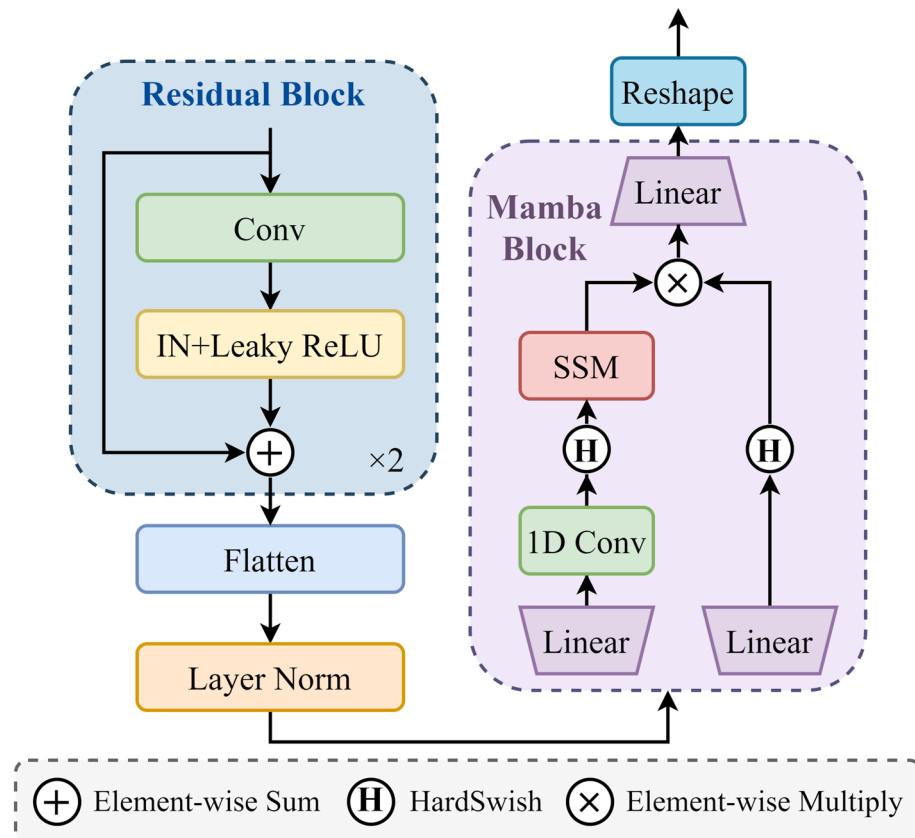 Residual Block
Conv
IN+Leaky ReLU
+
×2
Flatten
Layer Norm
Reshape
Linear
Mamba
Block
×
SSM
H
H
1D Conv
Linear
Linear
+ Element-wise Sum
H HardSwish
× Element-wise Multiply